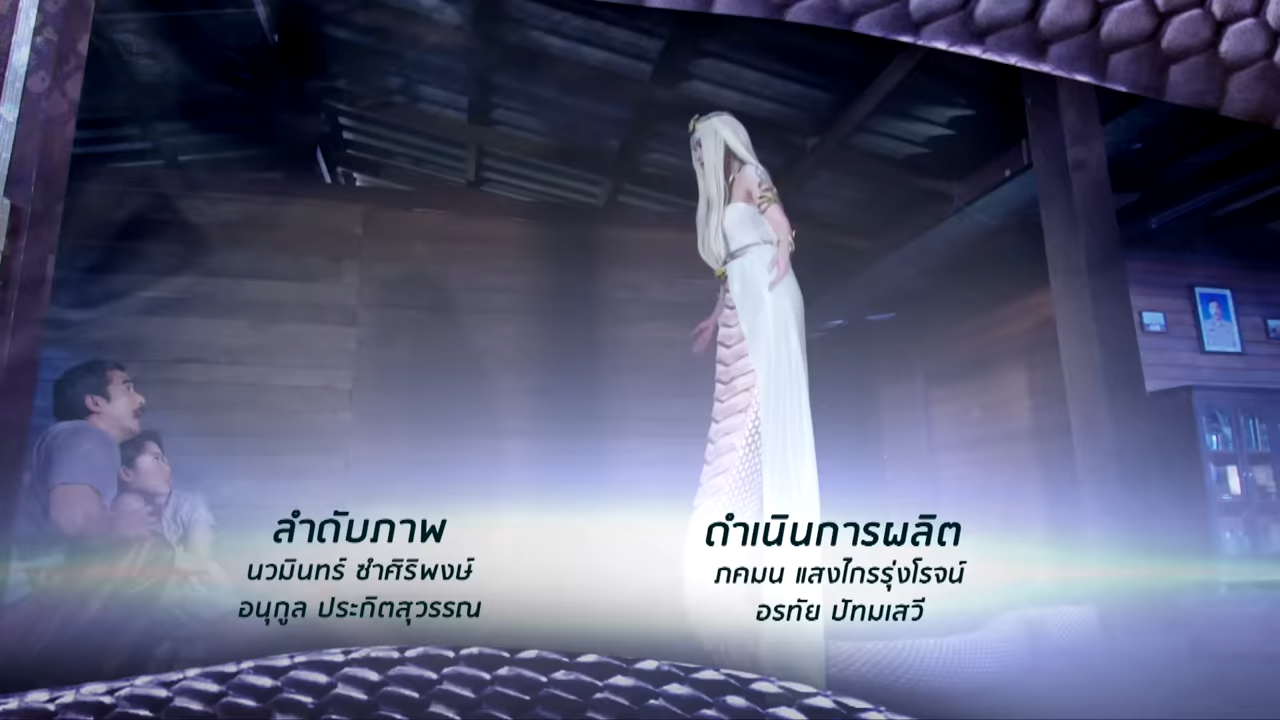 ลำดับภาพ
นวมินทร์ ซำศิริพงษ์
อนุกูล ประกิตสุวรรณ
ดำเนินการผลิต
ภคมน แสงไกรรุ่งโรจน์
อรทัย ปัทมเสวี